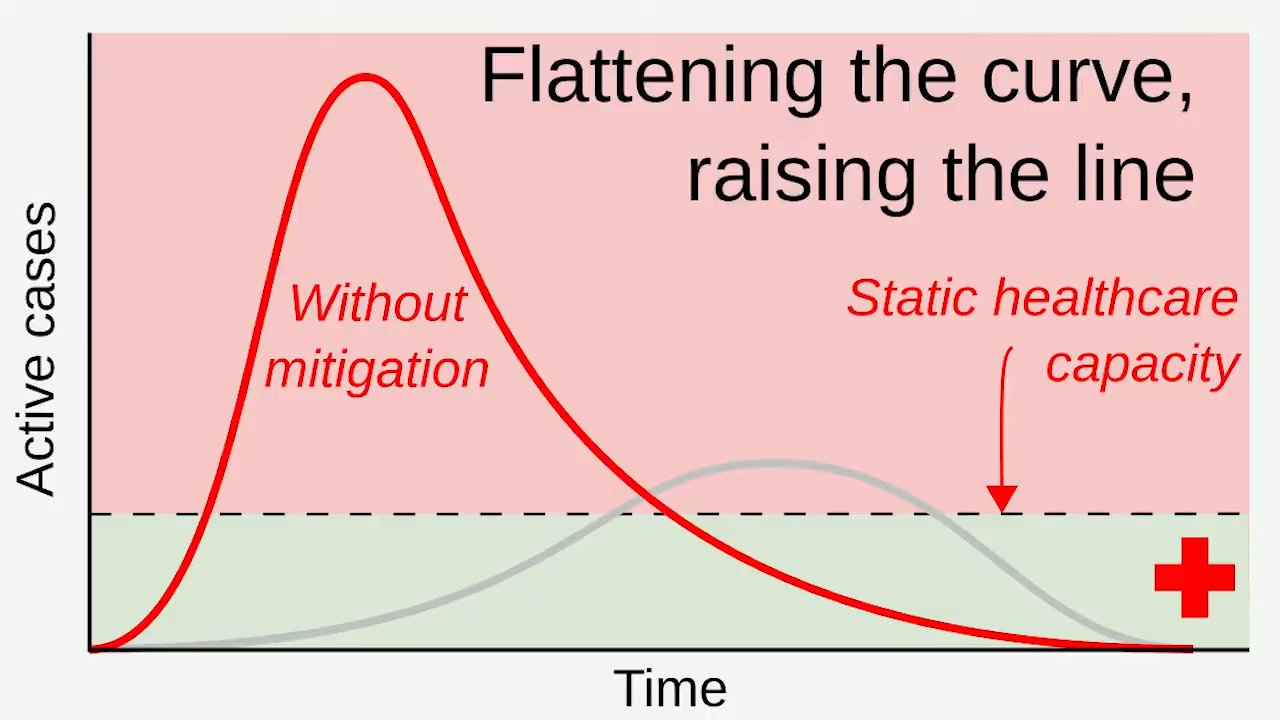 Flattening the curve,
raising the line
Without
mitigation
Static healthcare
capacity
Active cases
Time